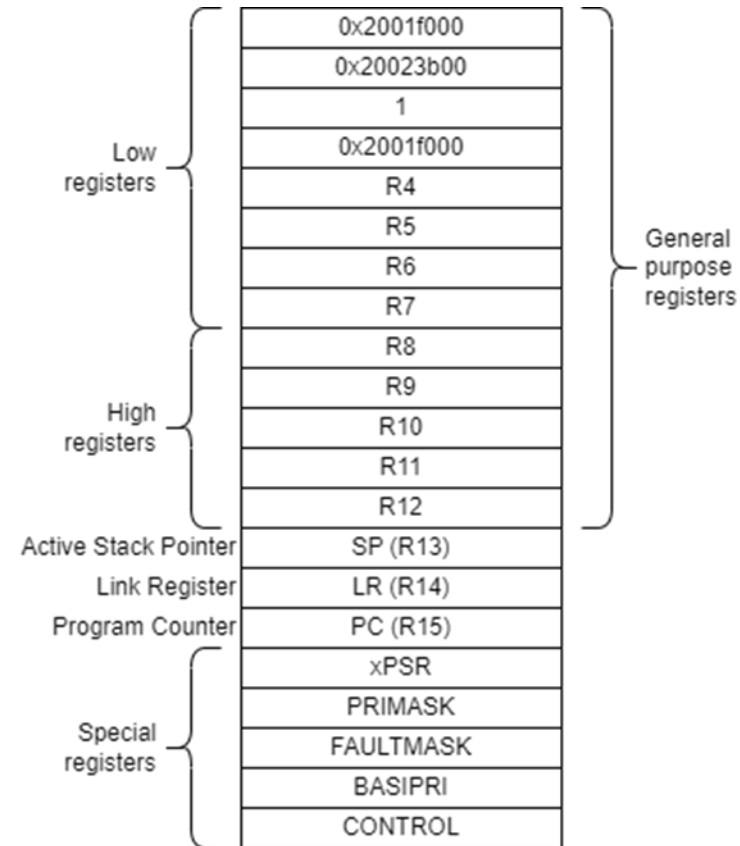 0x2001f000
0x20023b00
1
0x2001f000
Low
registers
R4
R5
R6
R7
General
purpose
registers
R8
R9
High
registers
R10
R11
R12
Active Stack Pointer
SP (R13)
Link Register
LR (R14)
Program Counter
PC (R15)
xPSR
PRIMASK
Special
registers
FAULTMASK
BASIPRI
CONTROL